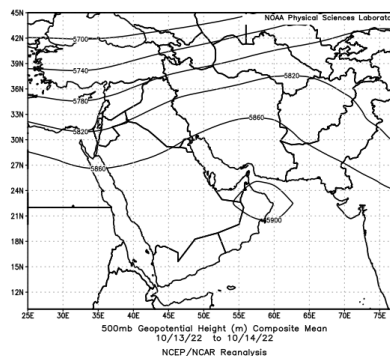 NOAA Physical Sciences Laborato
45N
42N
39N
36N
33N
30N
27N
24N
21N
18N
15N
12N
5700
5740
5780
5820
5860
5820
5860
5900
25E 30E 35E 40E 45E 50E 55E 60E 65E 70E 75E
500mb Geopotential Height (m) Composite Mean
10/13/22 to 10/14/22
NCEP/NCAR Reanalysis